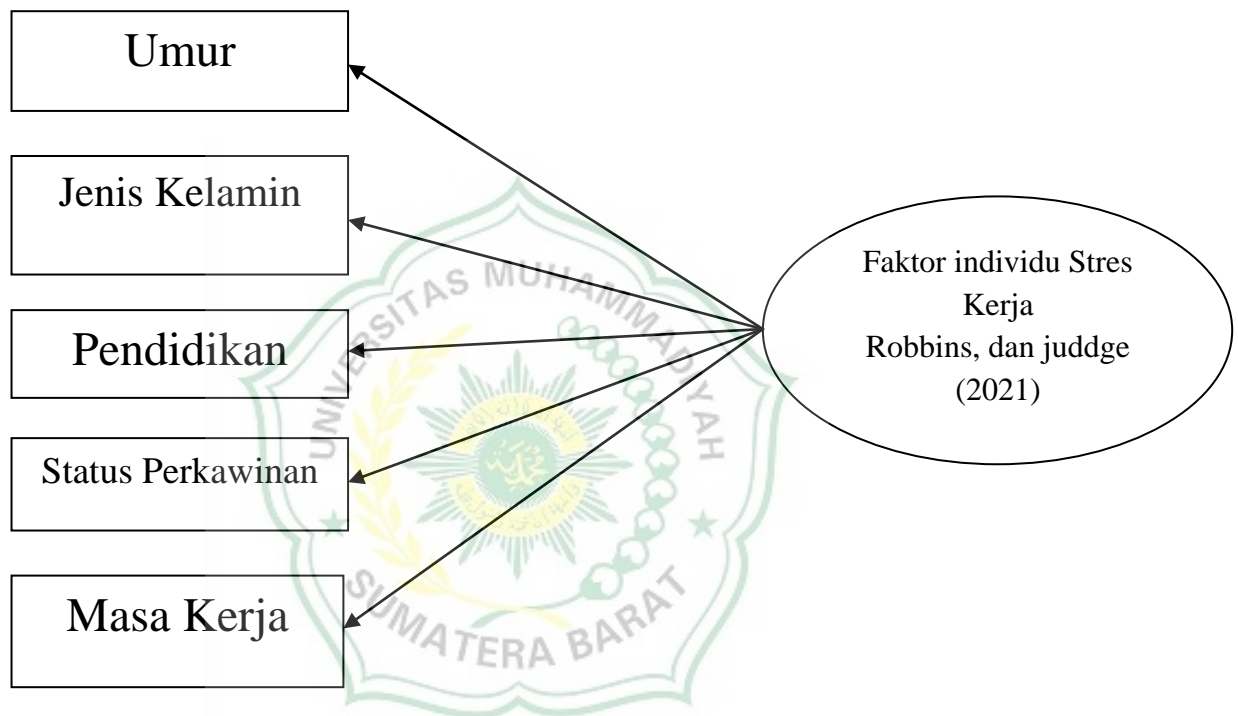 Umur
Jenis Kelamin
Pendidikan
Status Perkawinan
Masa Kerja
Faktor individu Stres
Kerja
Robbins, dan juddge
(2021)
UNIVERSITAS MUHAMMADIYAH
SUMATERA BARAT